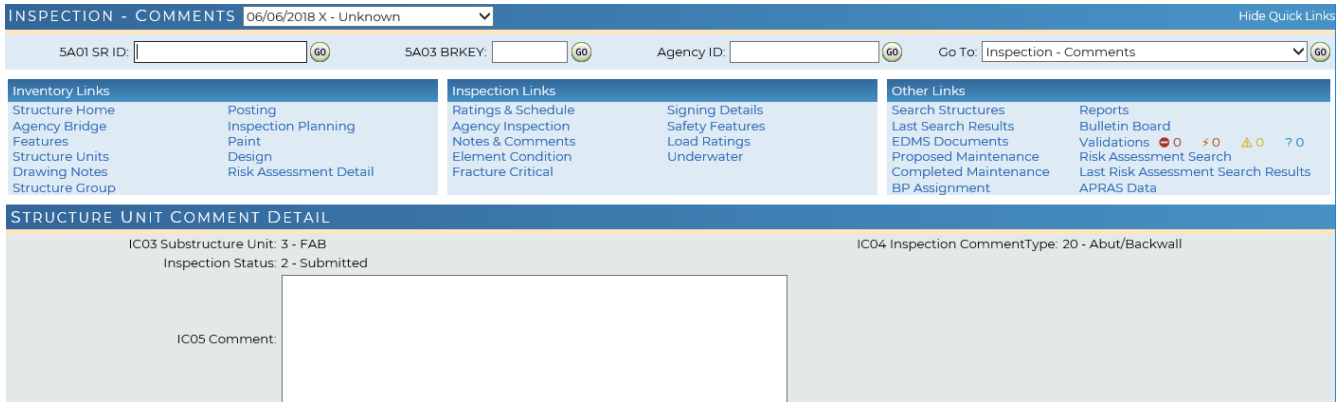 INSPECTION - COMMENTS 06/06/2018 X - Unknown Hide Quick Links
5A01 SR ID: GO 5A03 BRKEY: GO Agency ID: GO Go To: Inspection - Comments GO
Inventory Links
Structure Home Posting
Agency Bridge Inspection Planning
Features Paint
Structure Units Design
Drawing Notes Risk Assessment Detail
Structure Group
Inspection Links
Ratings & Schedule Signing Details
Agency Inspection Safety Features
Notes & Comments Load Ratings
Element Condition Underwater
Fracture Critical
Other Links
Search Structures Reports
Last Search Results Bulletin Board
EDMS Documents Validations 0 0 0 ? 0
Proposed Maintenance Risk Assessment Search
Completed Maintenance Last Risk Assessment Search Results
BP Assignment APRAS Data
STRUCTURE UNIT COMMENT DETAIL
IC03 Substructure Unit: 3 - FAB IC04 Inspection CommentType: 20 - Abut/Backwall
Inspection Status: 2 - Submitted
IC05 Comment: